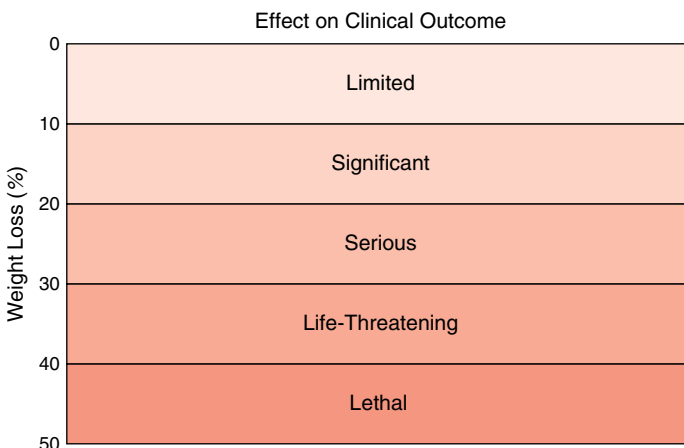 Effect on Clinical Outcome
0
Limited
10
Significant
20
Serious
30
Life-Threatening
40
Lethal
50
Weight Loss (%)